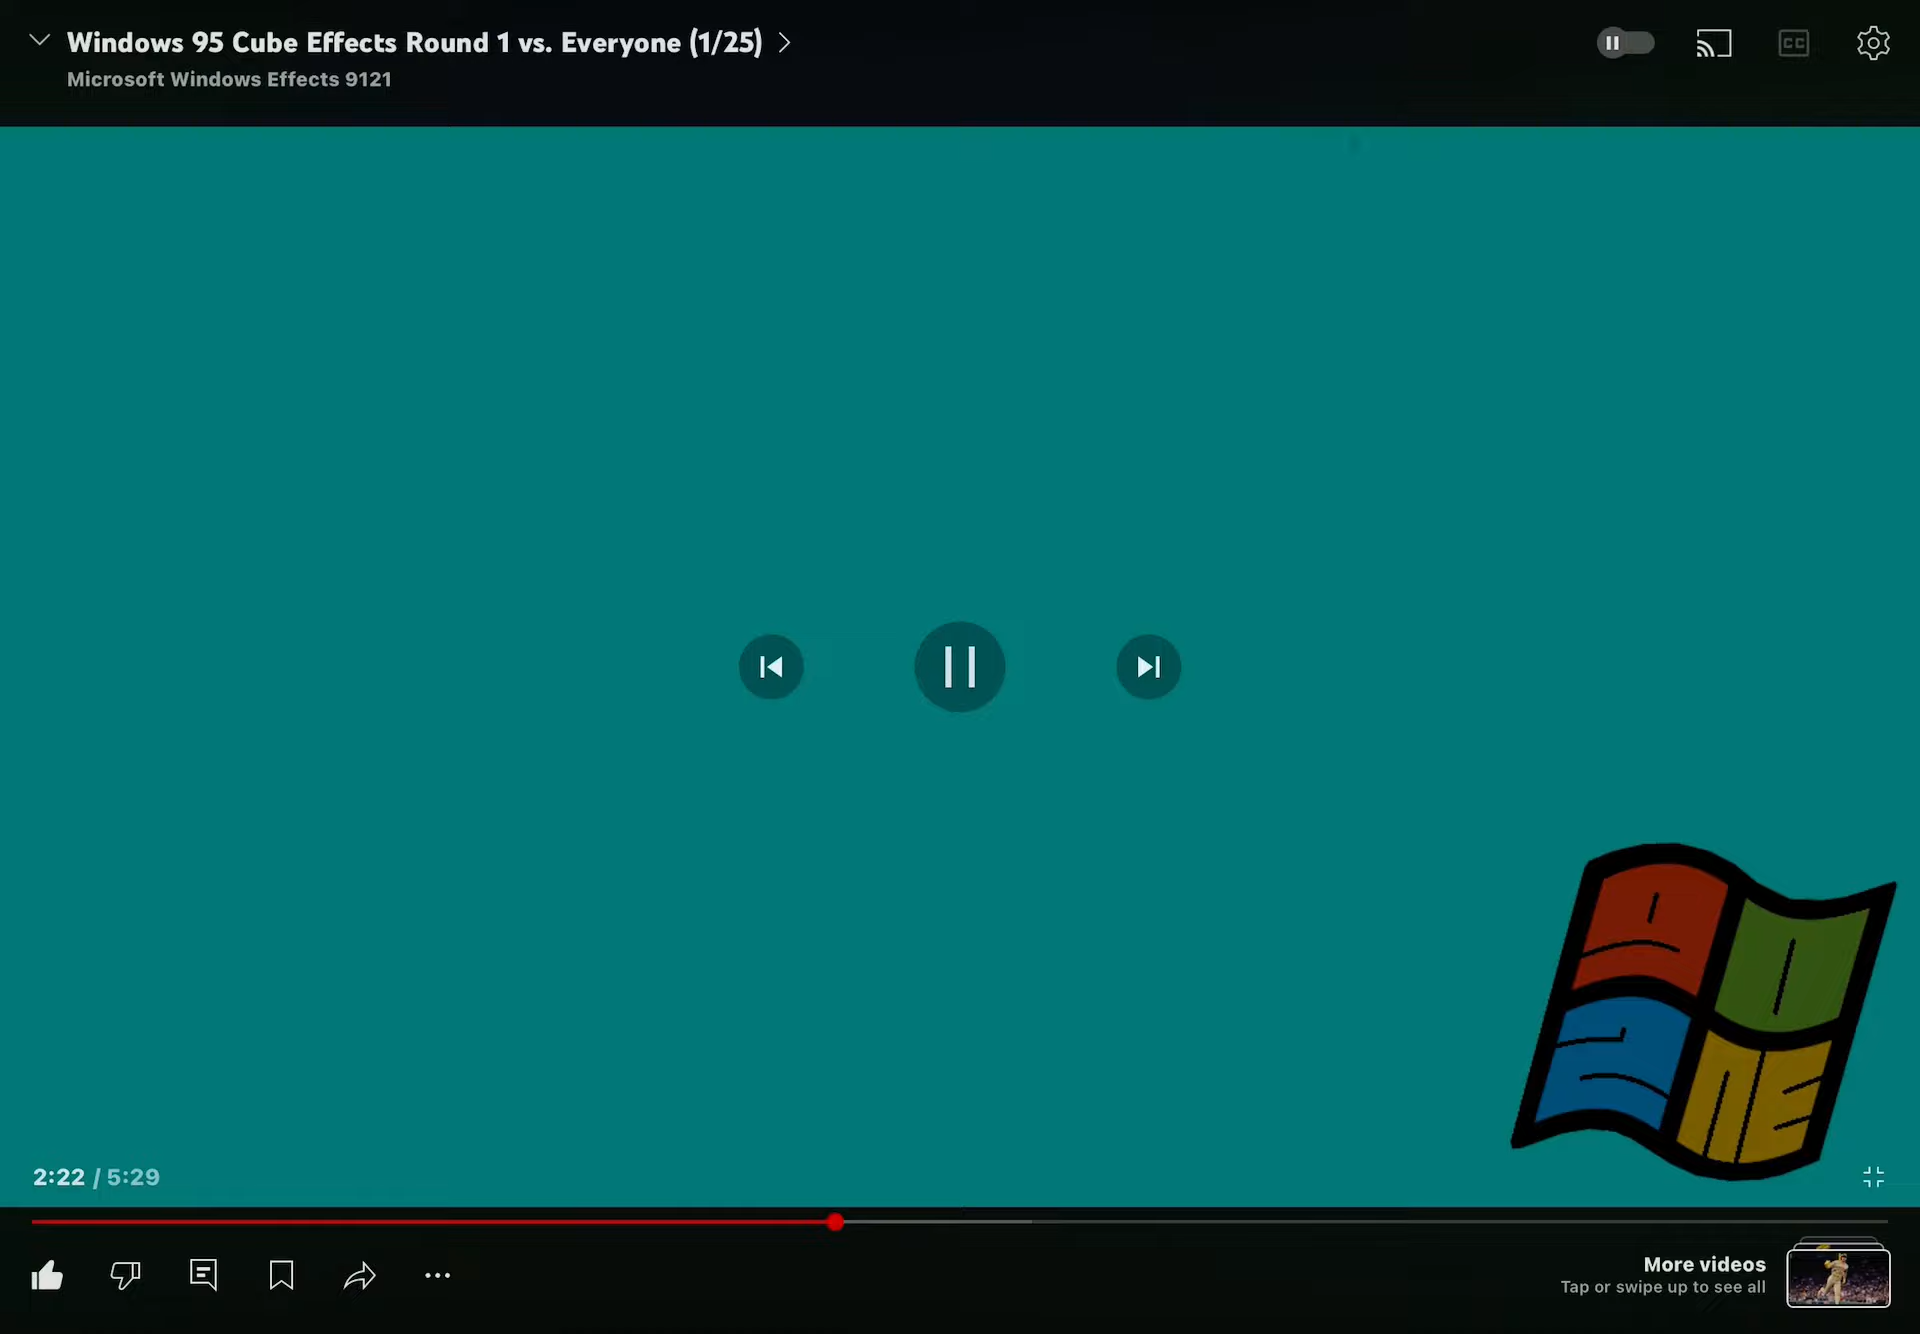 Windows 95 Cube Effects Round 1 vs. Everyone (1/25)
Microsoft Windows Effects 9121
CC
2:22 / 5:29
More videos
Tap or swipe up to see all